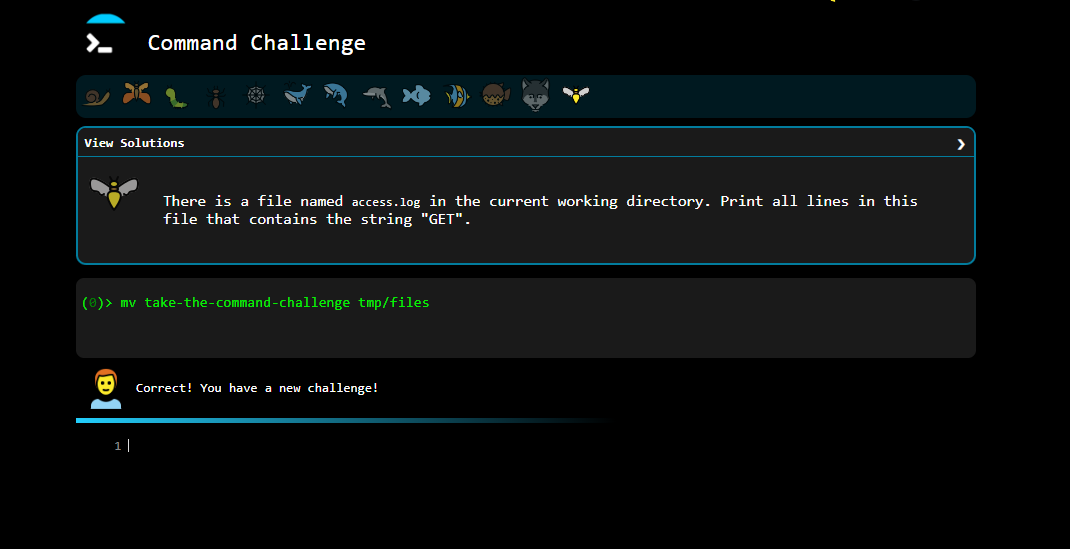 Command Challenge
View Solutions
There is a file named access.log in the current working directory. Print all lines in this
file that contains the string "GET".
(0)> mv take-the-command-challenge tmp/files
Correct! You have a new challenge!
1